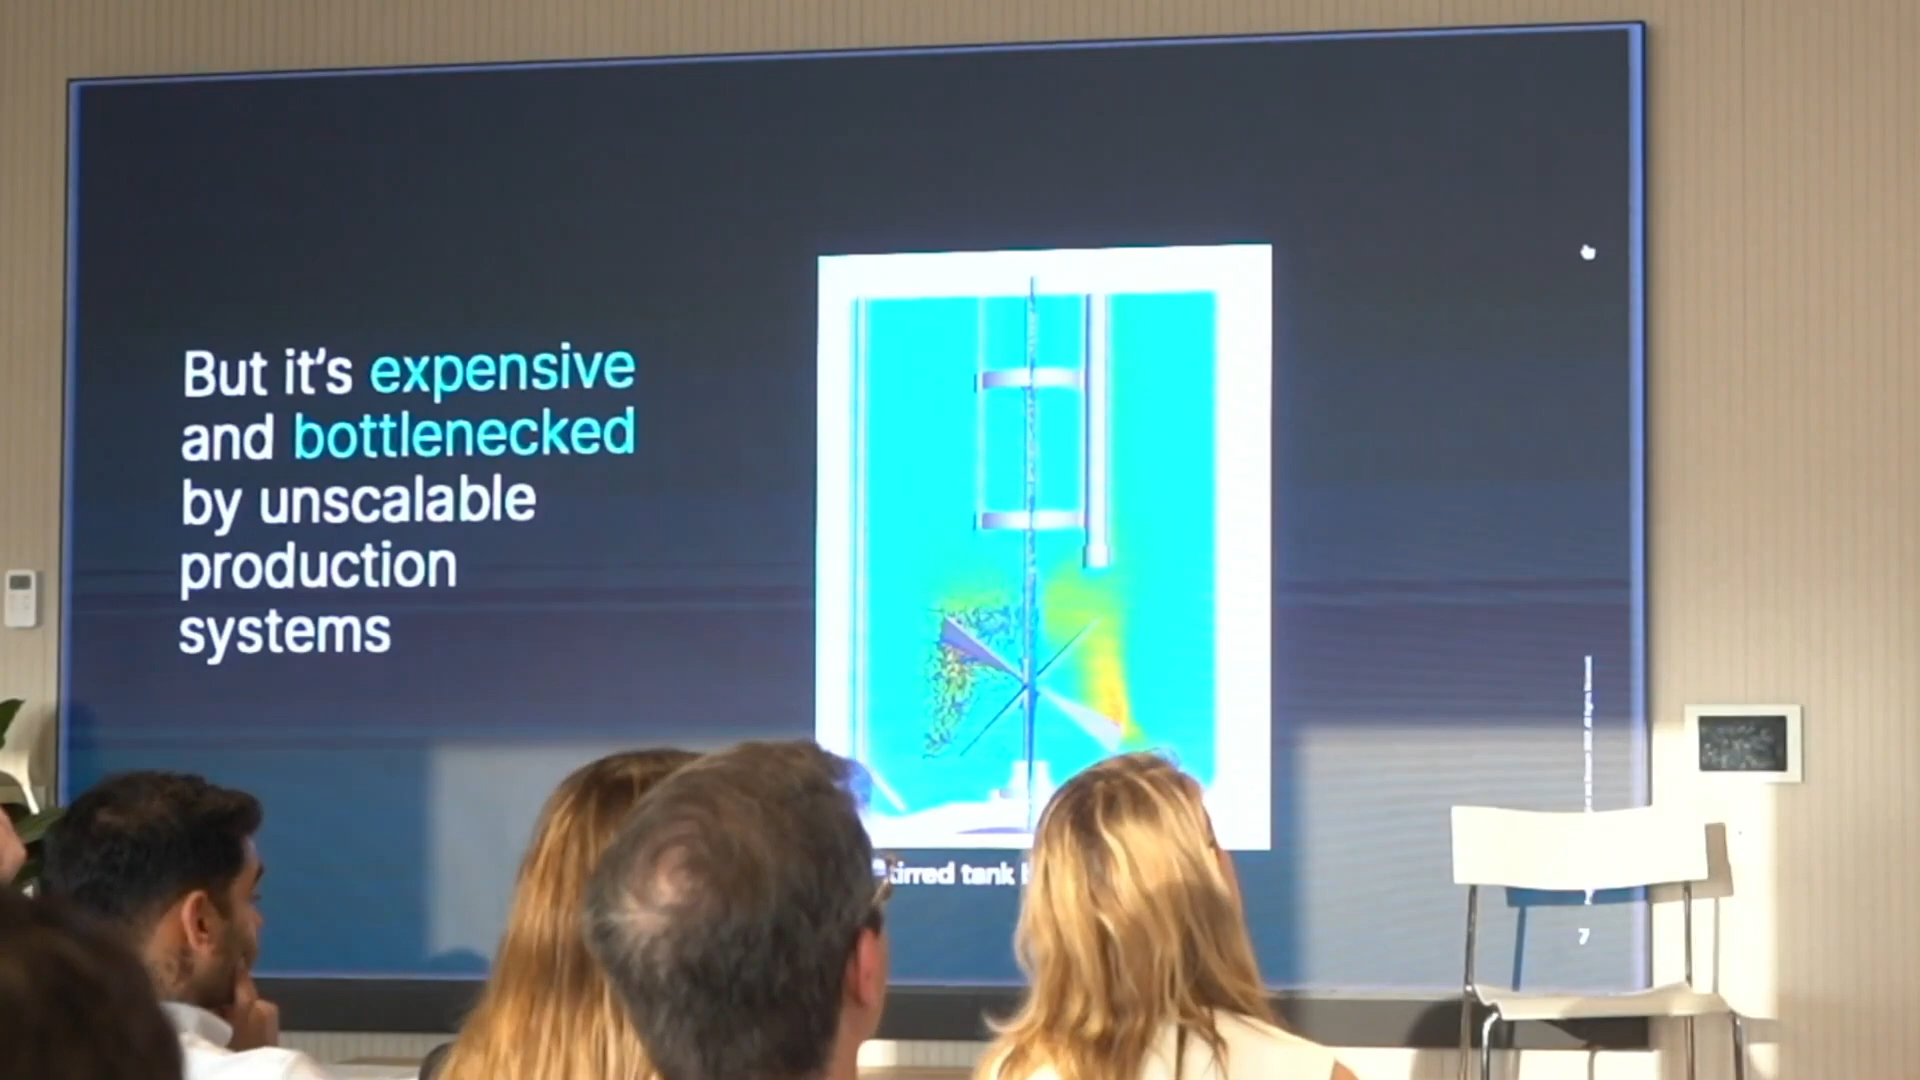 But it's expensive
and bottlenecked
by unscalable
production
systems
tirred tank
7